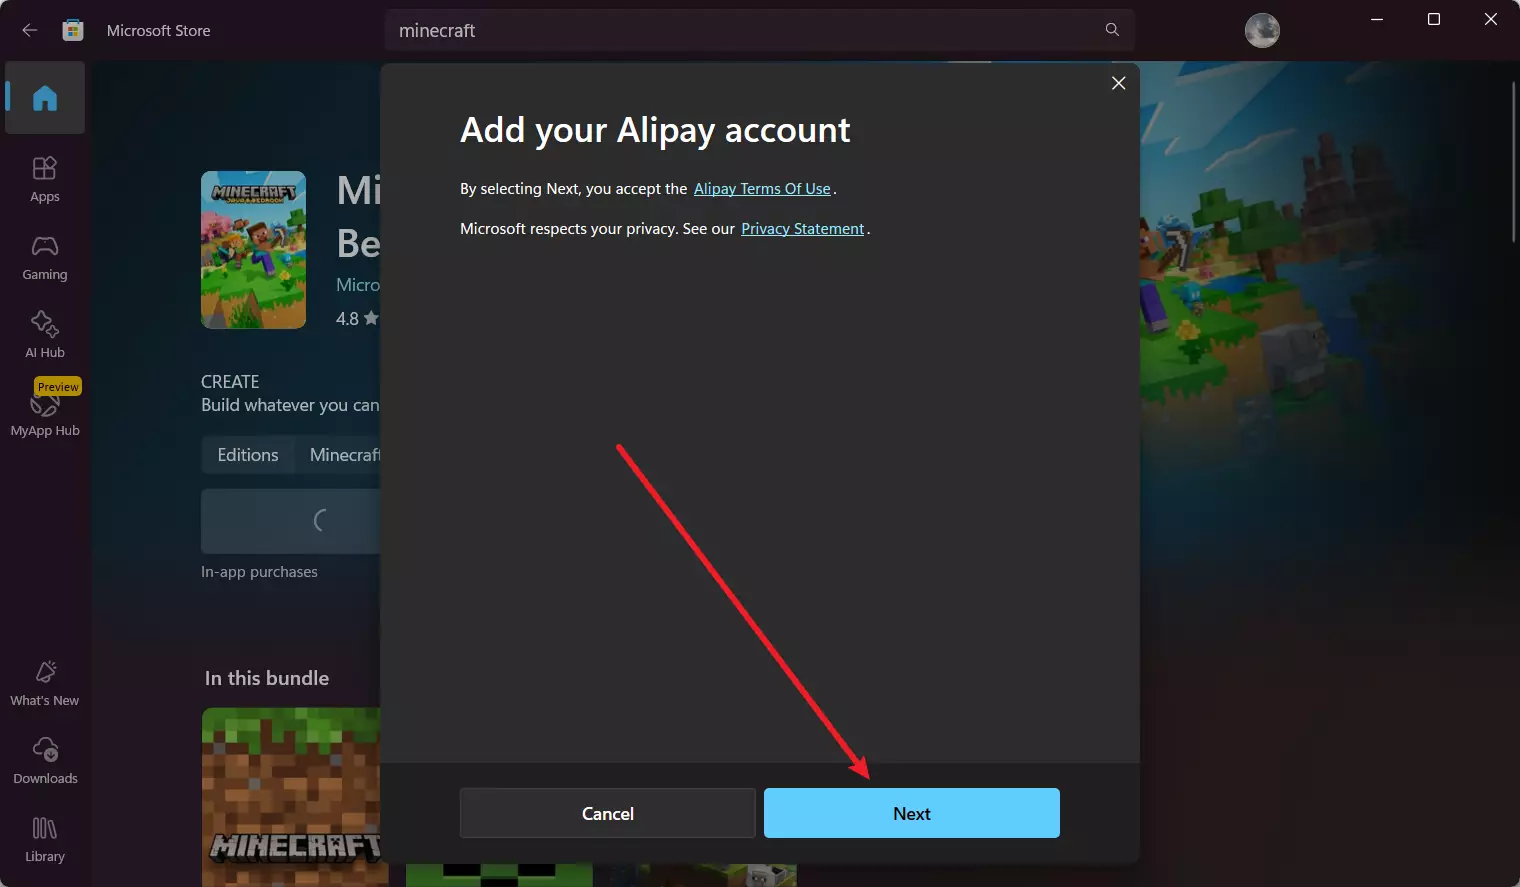 Microsoft Store
minecraft
Add your Alipay account
By selecting Next, you accept the Alipay Terms Of Use.
Microsoft respects your privacy. See our Privacy Statement.
Cancel
Next
Apps
Gaming
AI Hub
Preview
MyApp Hub
What's New
Downloads
Library
MINECRAFT
JAVA & BEDROCK
Mi
Be
Micro
4.8
CREATE
Build whatever you can
Editions
Minecraft
In-app purchases
In this bundle
MINECRAFT